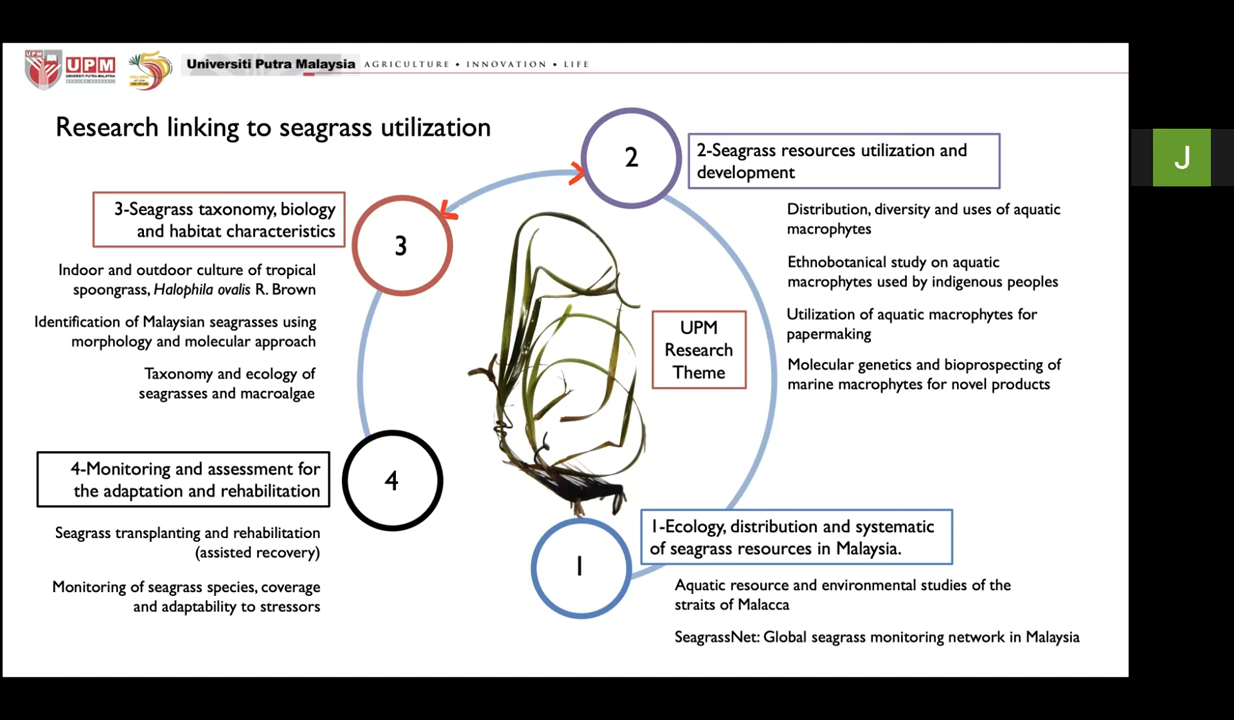 UPM
UPM
Universiti Putra Malaysia AGRICULTURE • INNOVATION • LIFE
Research linking to seagrass utilization
2
2-Seagrass resources utilization and
development
Distribution, diversity and uses of aquatic
macrophytes
Ethnobotanical study on aquatic
macrophytes used by indigenous peoples
Utilization of aquatic macrophytes for
papermaking
Molecular genetics and bioprospecting of
marine macrophytes for novel products
3-Seagrass taxonomy, biology
and habitat characteristics
3
Indoor and outdoor culture of tropical
spoongrass, Halophila ovalis R. Brown
Identification of Malaysian seagrasses using
morphology and molecular approach
Taxonomy and ecology of
seagrasses and macroalgae
UPM
Research
Theme
4-Monitoring and assessment for
the adaptation and rehabilitation
4
Seagrass transplanting and rehabilitation
(assisted recovery)
Monitoring of seagrass species, coverage
and adaptability to stressors
1
1-Ecology, distribution and systematic
of seagrass resources in Malaysia.
Aquatic resource and environmental studies of the
straits of Malacca
SeagrassNet: Global seagrass monitoring network in Malaysia
J